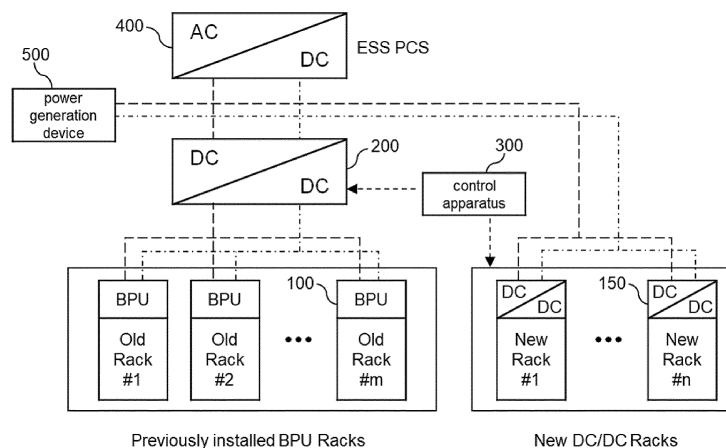 400
AC
DC
ESS PCS
500
power
generation
device
DC
DC
200
300
control
apparatus
BPU
BPU
100
BPU
Old
Rack
#1
Old
Rack
#2
•••
Old
Rack
#m
DC
DC
150
DC
DC
New
Rack
#1
•••
New
Rack
#n
Previously installed BPU Racks
New DC/DC Racks